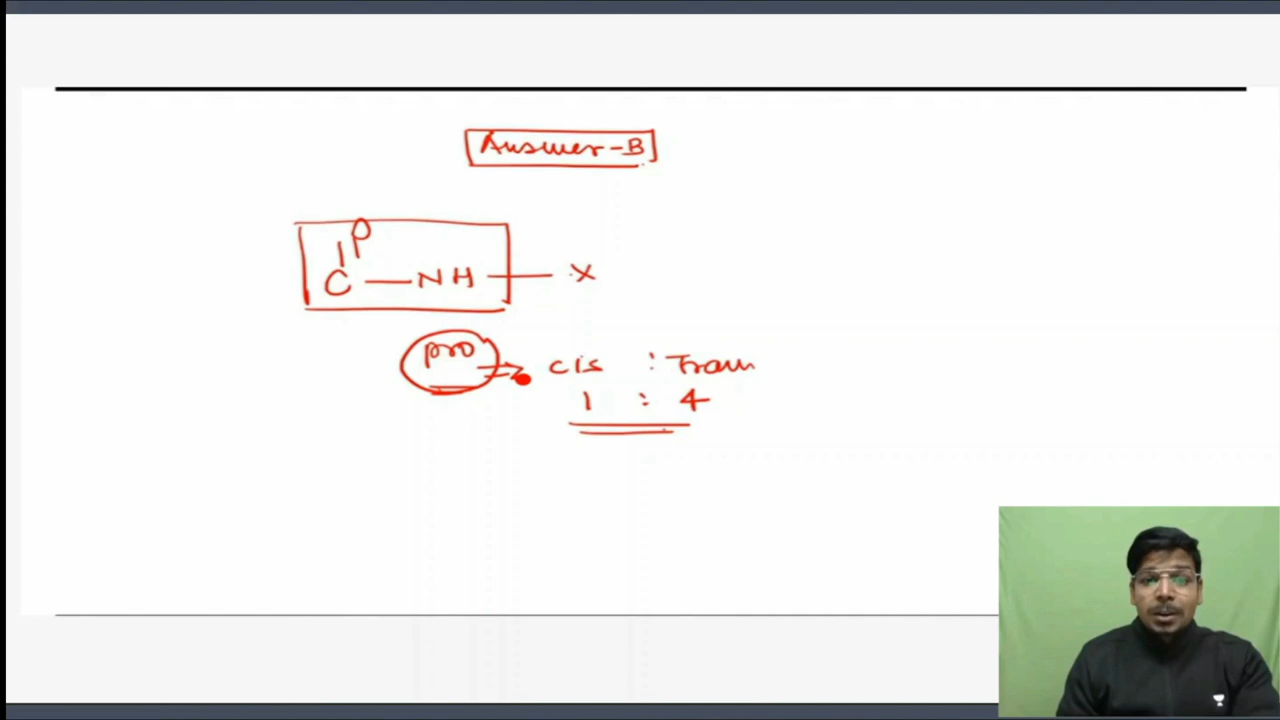 Answer-B
O
C — NH — X
pro → cis : Tran
1 : 4